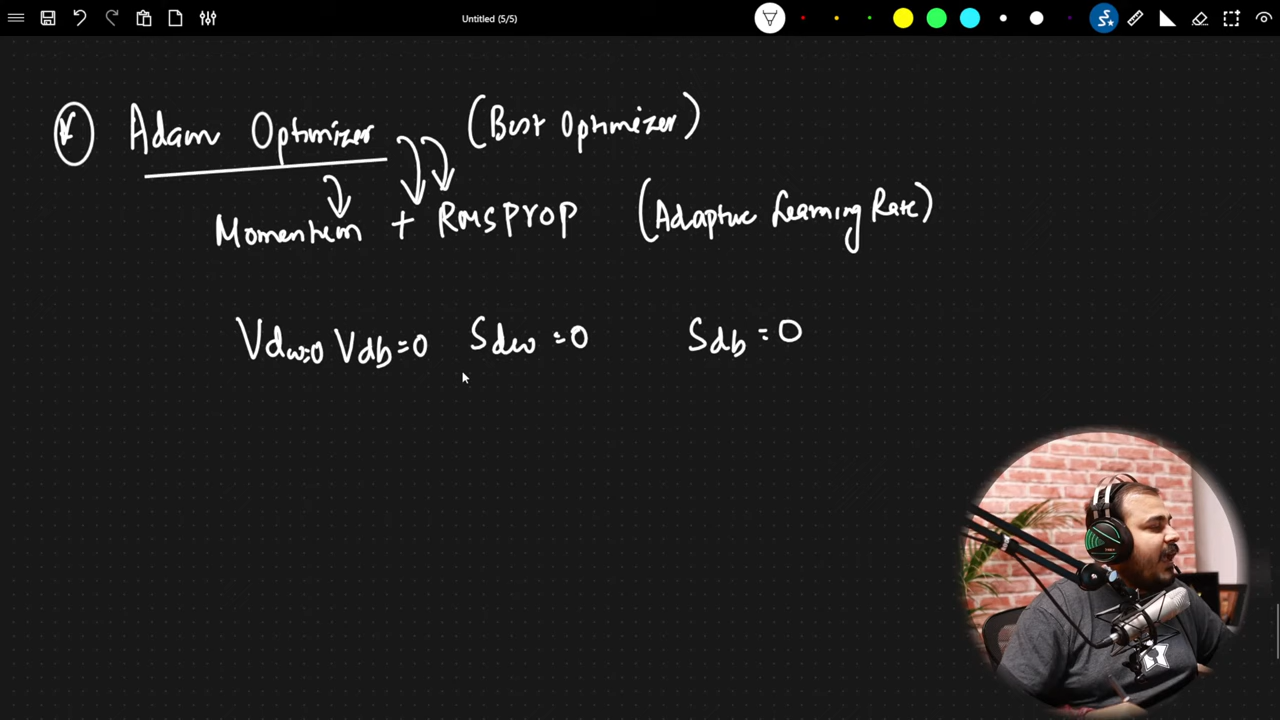 Untitled (5/5)
Adam Optimizer (Best Optimizer)
Momentum + RMSPROP (Adaptive Learning Rate)
Vdw=0 Vdb=0 Sdw=0 Sdb=0